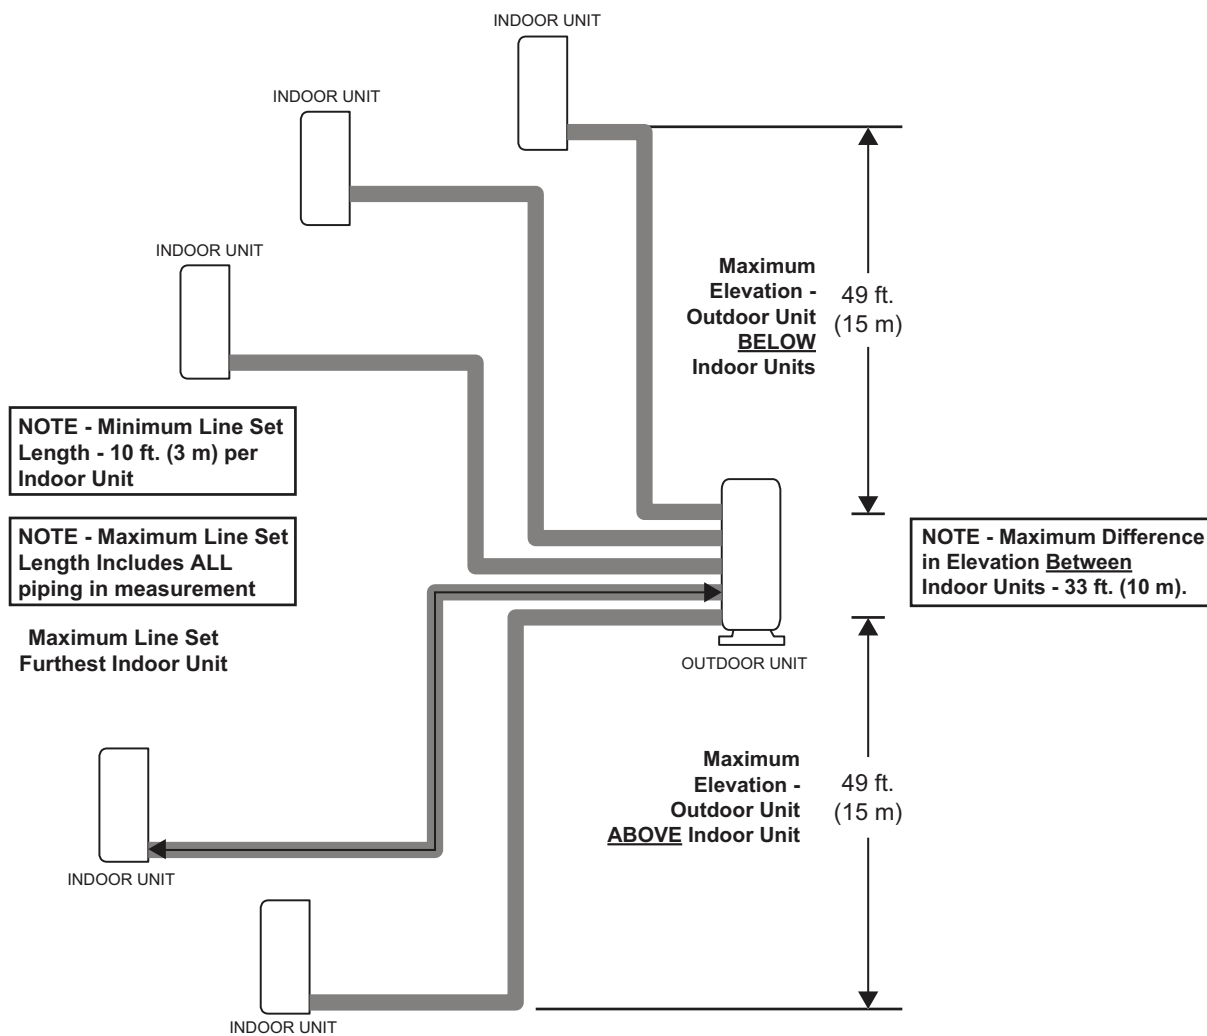 INDOOR UNIT
INDOOR UNIT
INDOOR UNIT
Maximum
Elevation -
Outdoor Unit
BELOW
Indoor Units
49 ft.
(15 m)
NOTE - Minimum Line Set
Length - 10 ft. (3 m) per
Indoor Unit
NOTE - Maximum Line Set
Length Includes ALL
piping in measurement
NOTE - Maximum Difference
in Elevation Between
Indoor Units - 33 ft. (10 m).
Maximum Line Set
Furthest Indoor Unit
OUTDOOR UNIT
Maximum
Elevation -
Outdoor Unit
ABOVE Indoor Unit
49 ft.
(15 m)
INDOOR UNIT
INDOOR UNIT